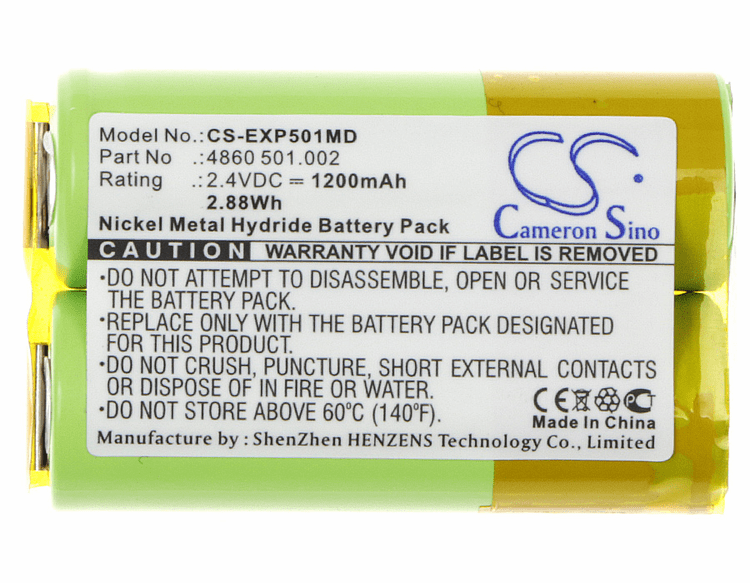 Model No.:CS-EXP501MD
Part No .:4860 501.002
Rating .:2.4VDC ⎓ 1200mAh
2.88Wh
Nickel Metal Hydride Battery Pack
CS
Cameron Sino
CAUTION WARRANTY VOID IF LABEL IS REMOVED
•DO NOT ATTEMPT TO DISASSEMBLE, OPEN OR SERVICE
THE BATTERY PACK.
•REPLACE ONLY WITH THE BATTERY PACK DESIGNATED
FOR THIS PRODUCT.
•DO NOT CRUSH, PUNCTURE, SHORT EXTERNAL CONTACTS
OR DISPOSE OF IN FIRE OR WATER.
•DO NOT STORE ABOVE 60°C (140°F).
CE
Made In China
Manufacture by : ShenZhen HENZENS Technology Co., Limited